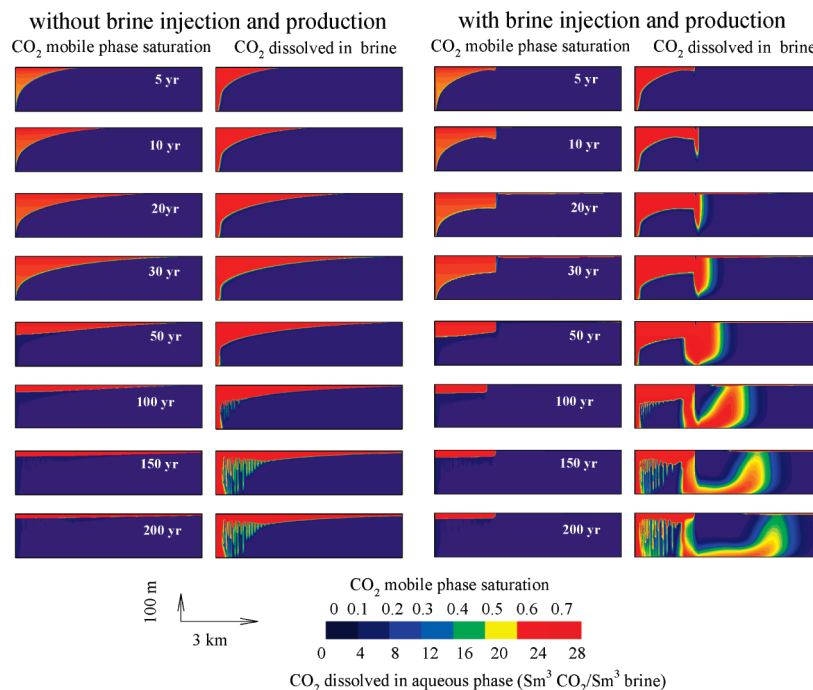 without brine injection and production
with brine injection and production
CO2 mobile phase saturation
CO2 dissolved in brine
CO2 mobile phase saturation
CO2 dissolved in brine
5 yr
5 yr
10 yr
10 yr
20yr
20yr
30 yr
30 yr
50 yr
50 yr
100 yr
100 yr
150 yr
150 yr
200 yr
200 yr
100 m
3 km
CO2 mobile phase saturation
0 0.1 0.2 0.3 0.4 0.5 0.6 0.7
0 4 8 12 16 20 24 28
CO2 dissolved in aqueous phase (Sm3 CO2/Sm3 brine)